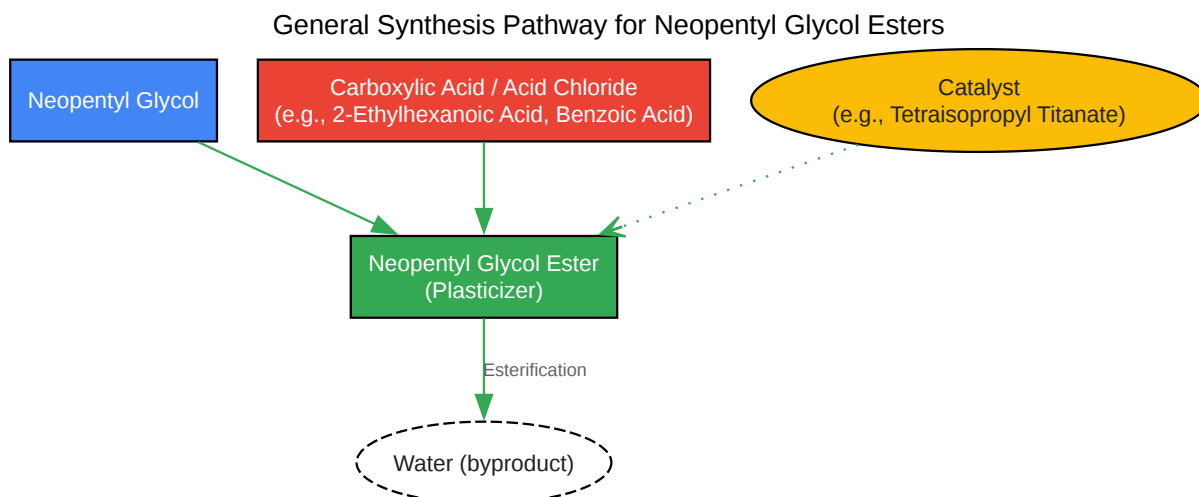 General Synthesis Pathway for Neopentyl Glycol Esters
Neopentyl Glycol
Carboxylic Acid / Acid Chloride
(e.g., 2-Ethylhexanoic Acid, Benzoic Acid)
Catalyst
(e.g., Tetraisopropyl Titanate)
Neopentyl Glycol Ester
(Plasticizer)
Esterification
Water (byproduct)